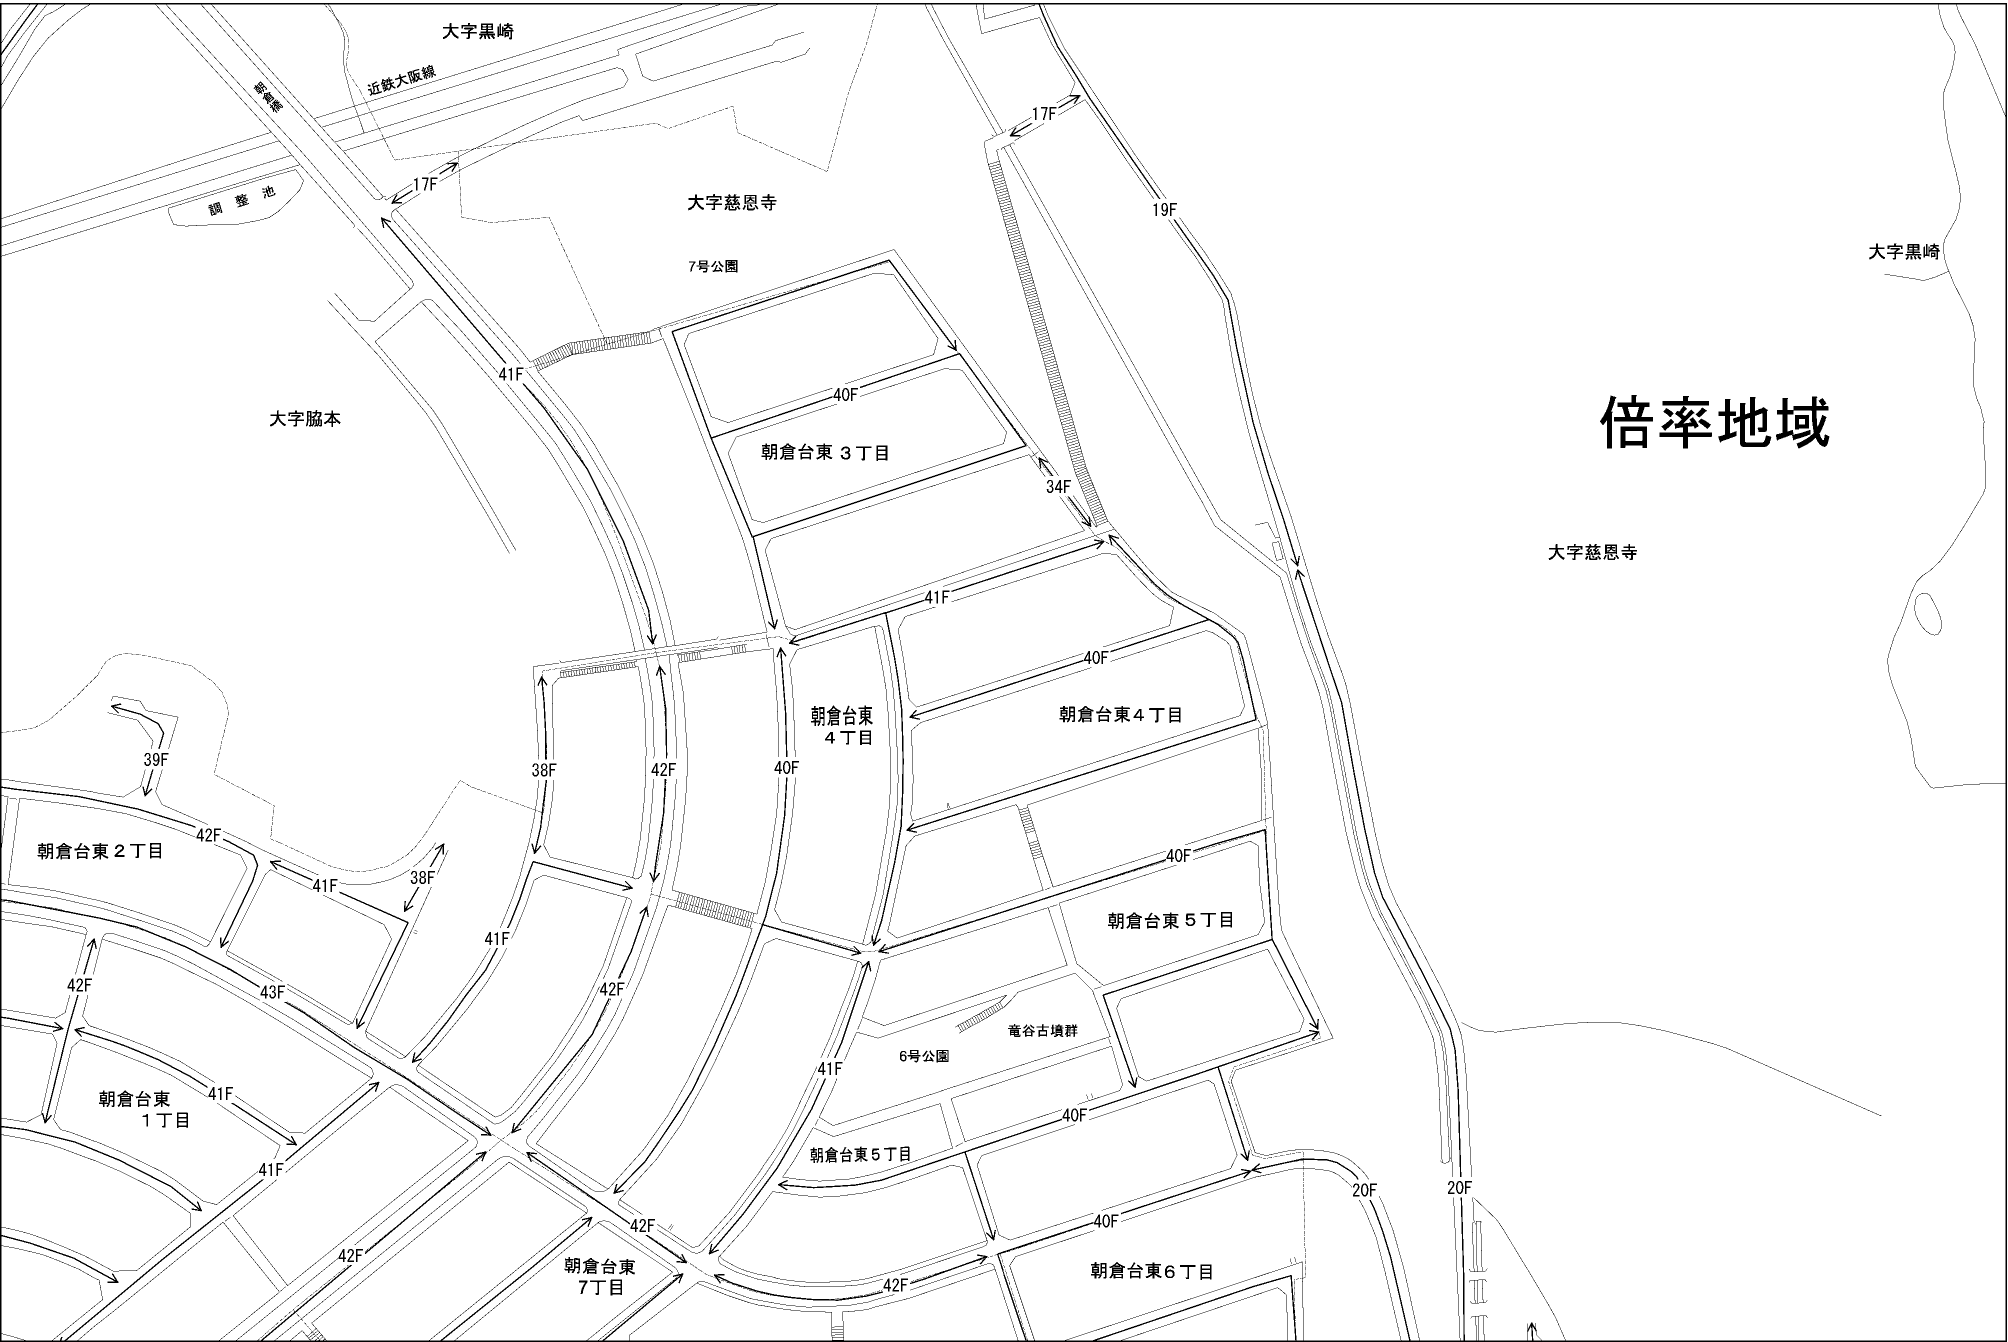 大字黒崎
近鉄大阪線
朝倉橋
17F
17F
調整池
大字慈恩寺
19F
大字黒崎
7号公園
41F
40F
大字脇本
倍率地域
朝倉台東3丁目
34F
大字慈恩寺
41F
40F
朝倉台東
4丁目
朝倉台東4丁目
39F
38F
42F
40F
42F
朝倉台東2丁目
40F
41F
38F
朝倉台東5丁目
41F
42F
43F
42F
竜谷古墳群
6号公園
41F
41F
朝倉台東
1丁目
40F
朝倉台東5丁目
41F
20F
20F
42F
40F
42F
朝倉台東
7丁目
朝倉台東6丁目
42F